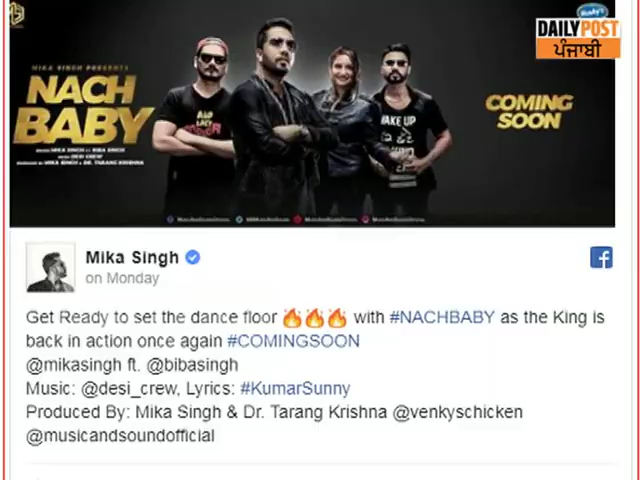 DAILYPOST
ਪੰਜਾਬੀ
MIKA SINGH PRESENTS
NACH
BABY
COMING
SOON
Mika Singh
on Monday
Get Ready to set the dance floor 🔥🔥🔥 with #NACHBABY as the King is
back in action once again #COMINGSOON
@mikasingh ft. @bibasingh
Music: @desi_crew, Lyrics: #KumarSunny
Produced By: Mika Singh & Dr. Tarang Krishna @venkyschicken
@musicandsoundofficial